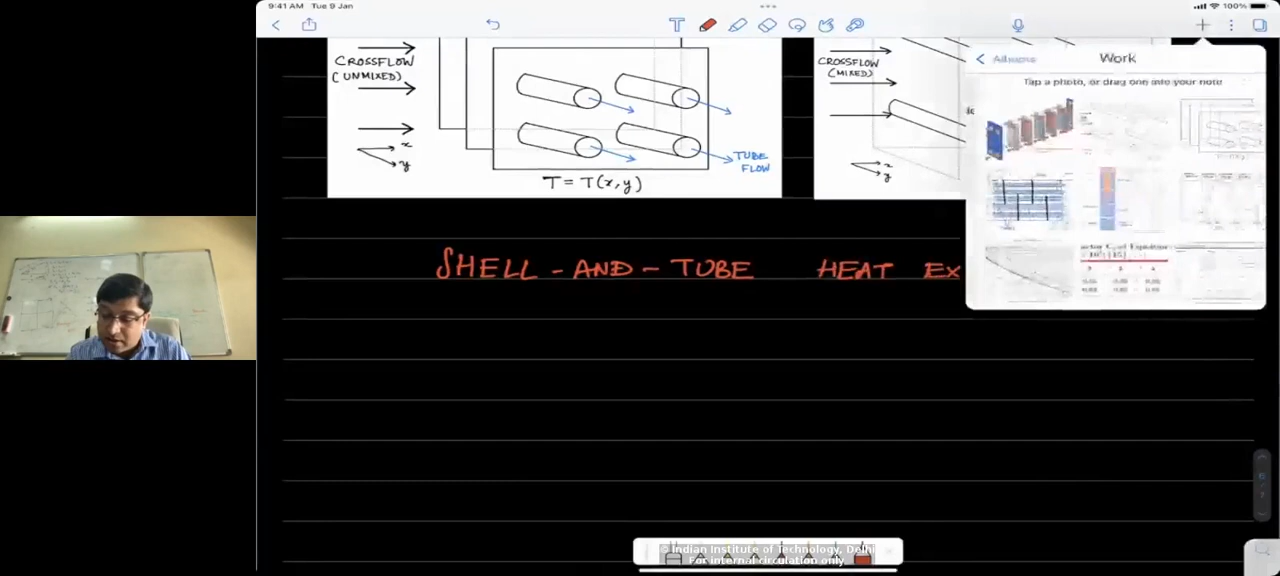 9:41 AM Tue 9 Jan
100%
CROSSFLOW
(UNMIXED)
x
y
TUBE
FLOW
T = T(x,y)
CROSSFLOW
(MIXED)
x
y
Work
Tap a photo, or drag one into your note
SHELL - AND - TUBE HEAT EX
© Indian Institute of Technology, Delhi
For internal circulation only